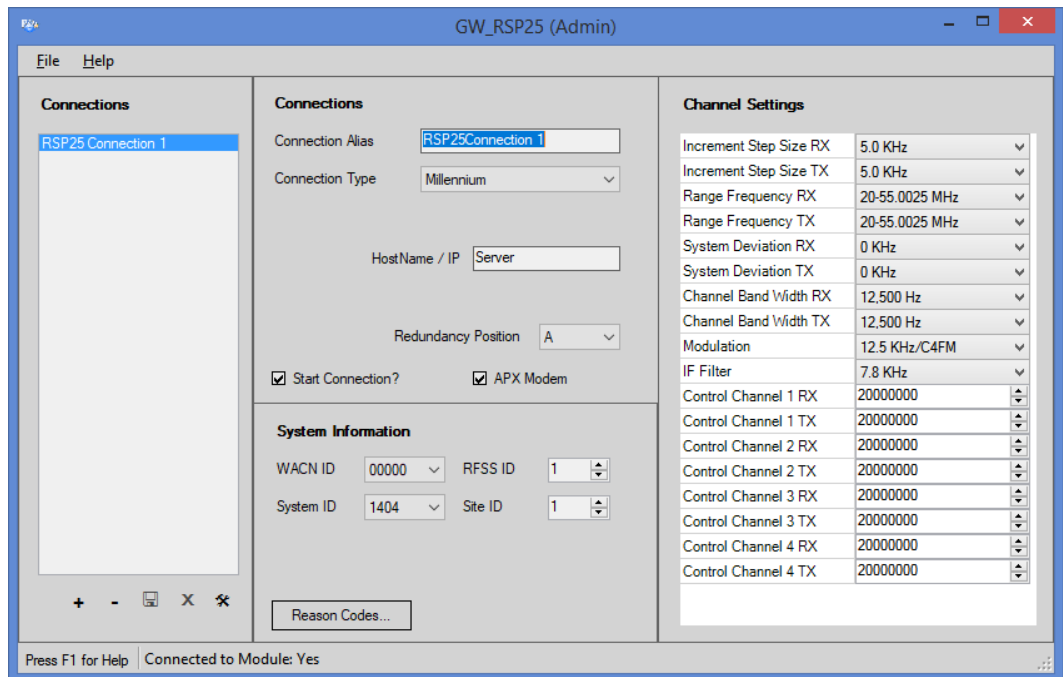 GW_RSP25 (Admin)
File Help
Connections
RSP25 Connection 1
+ - X
Connections
Connection Alias RSP25Connection 1
Connection Type Millennium
HostName / IP Server
Redundancy Position A
Start Connection? APX Modem
System Information
WACN ID 00000 RFSS ID 1
System ID 1404 Site ID 1
Reason Codes...
Channel Settings
Increment Step Size RX 5.0 KHz
Increment Step Size TX 5.0 KHz
Range Frequency RX 20-55.0025 MHz
Range Frequency TX 20-55.0025 MHz
System Deviation RX 0 KHz
System Deviation TX 0 KHz
Channel Band Width RX 12,500 Hz
Channel Band Width TX 12,500 Hz
Modulation 12.5 KHz/C4FM
IF Filter 7.8 KHz
Control Channel 1 RX 20000000
Control Channel 1 TX 20000000
Control Channel 2 RX 20000000
Control Channel 2 TX 20000000
Control Channel 3 RX 20000000
Control Channel 3 TX 20000000
Control Channel 4 RX 20000000
Control Channel 4 TX 20000000
Press F1 for Help Connected to Module: Yes